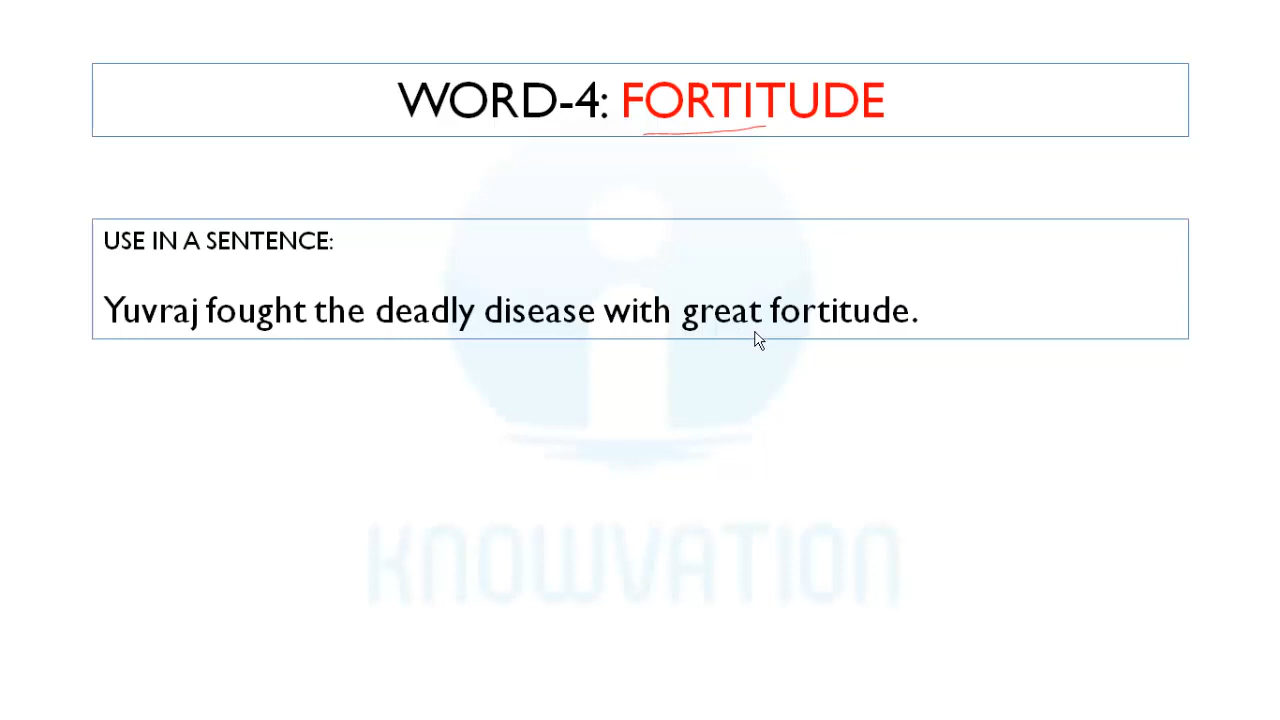 WORD-4: FORTITUDE
USE IN A SENTENCE:
Yuvraj fought the deadly disease with great fortitude.
KNOWVATION